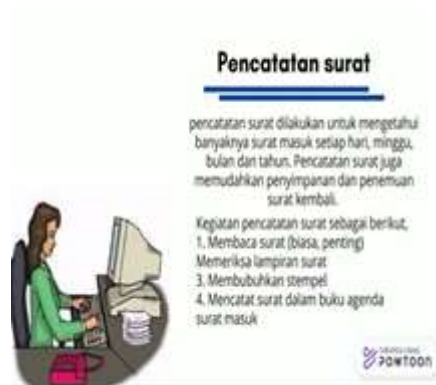 Pencatatan surat
pencatatan surat dilakukan untuk mengetahui
banyaknya surat masuk setiap hari, minggu,
bulan dan tahun. Pencatatan surat juga
memudahkan penyimpanan dan penemuan
surat kembali.
Kegiatan pencatatan surat sebagai berikut,
1. Membaca surat (biasa, penting)
Memeriksa lampiran surat
3. Membubuhkan stempel
4. Mencatat surat dalam buku agenda
surat masuk
POWTOON